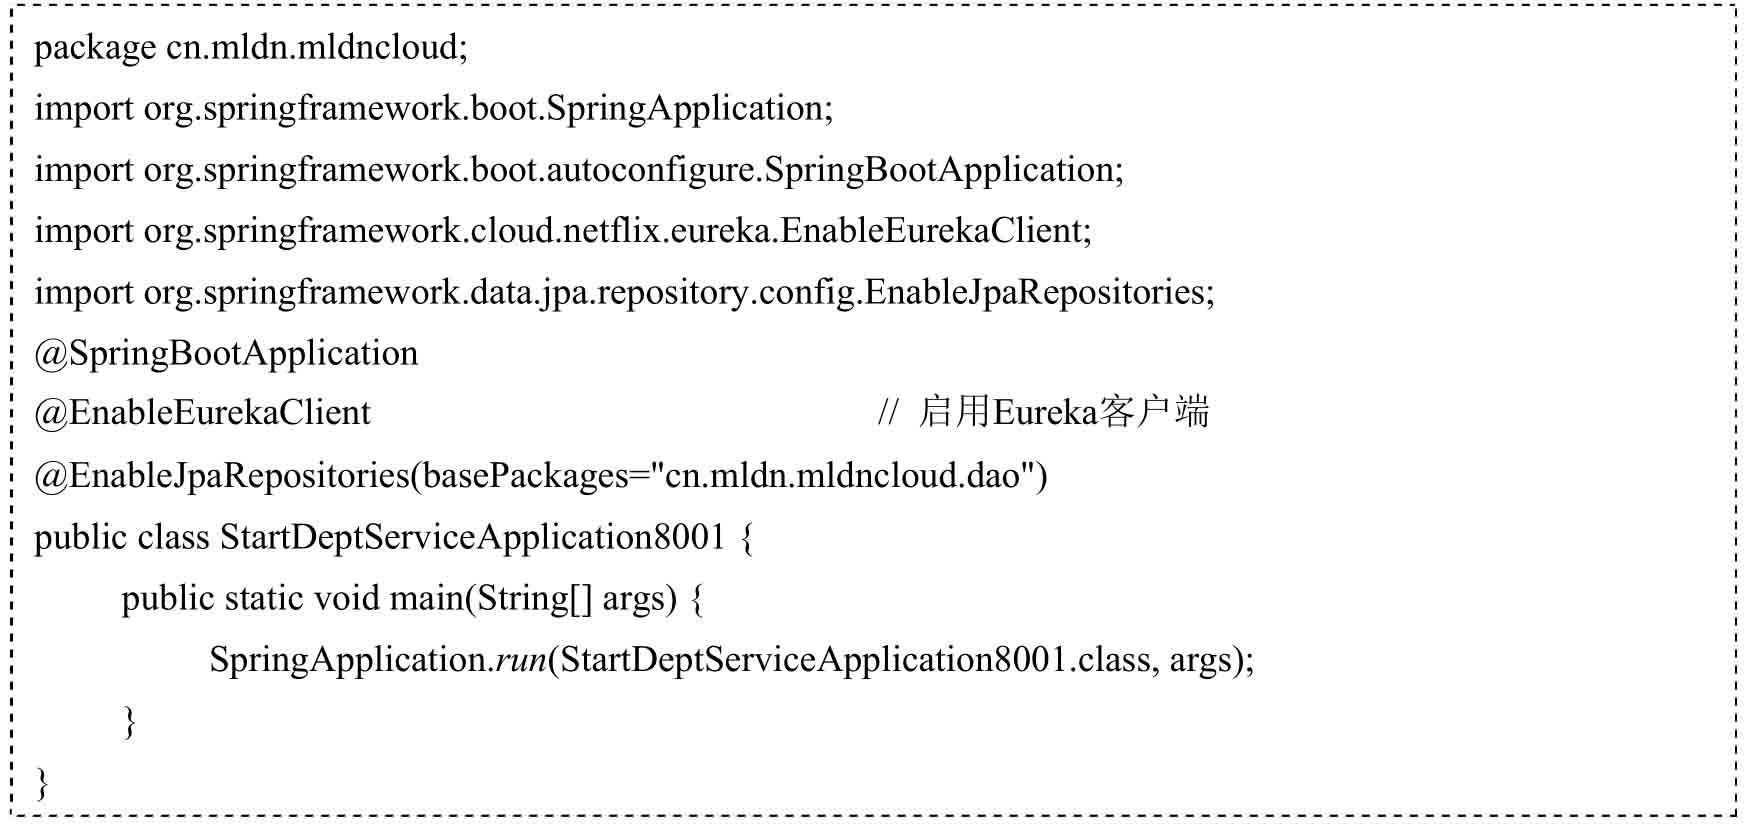 package cn.mldn.mldncloud;
import org.springframework.boot.SpringApplication;
import org.springframework.boot.autoconfigure.SpringBootApplication;
import org.springframework.cloud.netflix.eureka.EnableEurekaClient;
import org.springframework.data.jpa.repository.config.EnableJpaRepositories;
@SpringBootApplication
@EnableEurekaClient // 启用Eureka客户端
@EnableJpaRepositories(basePackages="cn.mldn.mldncloud.dao")
public class StartDeptServiceApplication8001 {
public static void main(String[] args) {
SpringApplication.run(StartDeptServiceApplication8001.class, args);
}
}